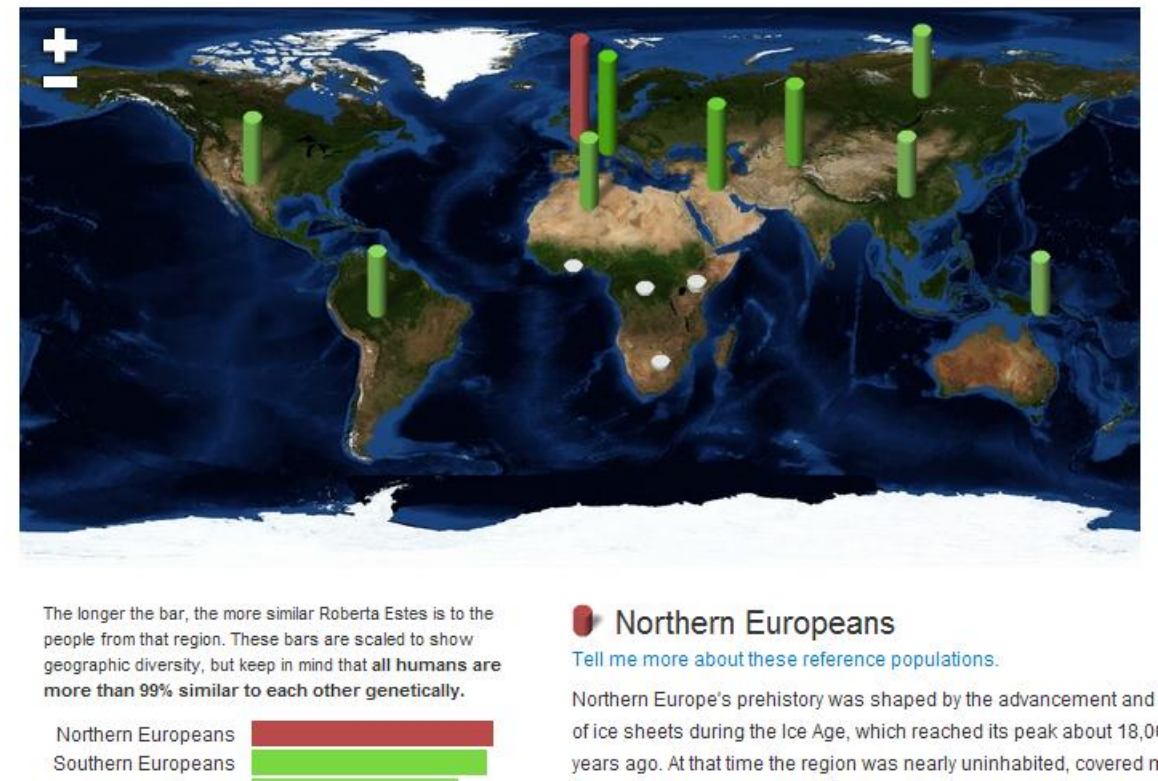 The longer the bar, the more similar Roberta Estes is to the
people from that region. These bars are scaled to show
geographic diversity, but keep in mind that all humans are
more than 99% similar to each other genetically.
Northern Europeans
Southern Europeans
Northern Europeans
Tell me more about these reference populations.
Northern Europe's prehistory was shaped by the advancement and
of ice sheets during the Ice Age, which reached its peak about
years ago. At that time the region was nearly uninhabited, covered